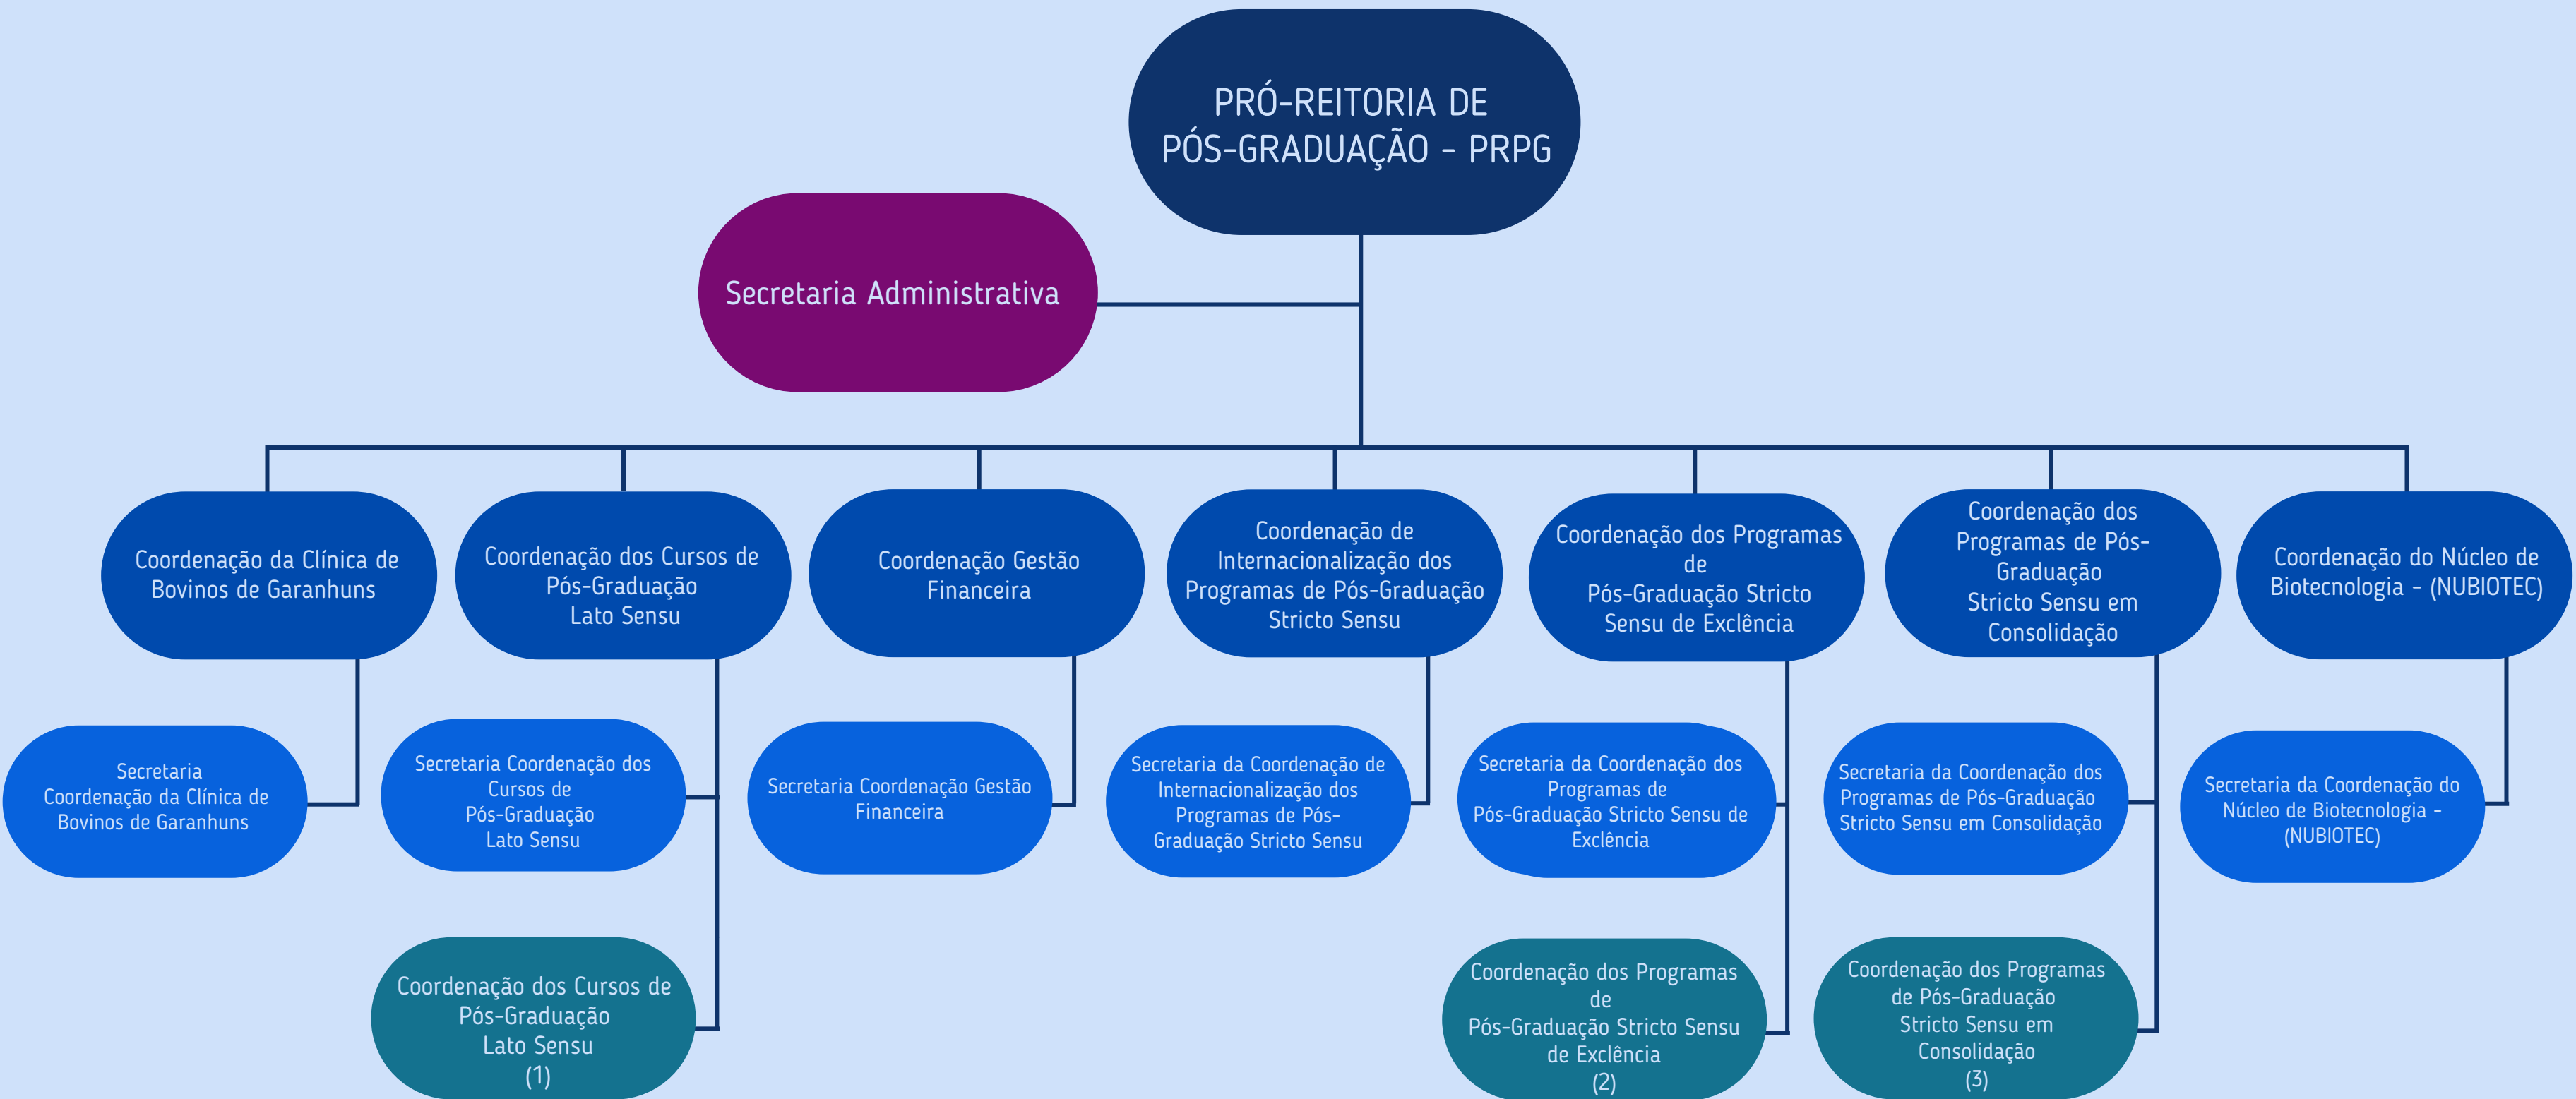 PRÓ-REITORIA DE
PÓS-GRADUAÇÃO - PRPG
Secretaria Administrativa
Coordenação da Clínica de
Bovinos de Garanhuns
Coordenação dos Cursos de
Pós-Graduação
Lato Sensu
Coordenação Gestão
Financeira
Coordenação de
Internacionalização dos
Programas de Pós-Graduação
Stricto Sensu
Coordenação dos Programas
de
Pós-Graduação Stricto
Sensu de Exclência
Coordenação dos
Programas de Pós-
Graduação
Stricto Sensu em
Consolidação
Coordenação do Núcleo de
Biotecnologia - (NUBIOTEC)
Secretaria
Coordenação da Clínica de
Bovinos de Garanhuns
Secretaria Coordenação dos
Cursos de
Pós-Graduação
Lato Sensu
Secretaria Coordenação Gestão
Financeira
Secretaria da Coordenação de
Internacionalização dos
Programas de Pós-
Graduação Stricto Sensu
Secretaria da Coordenação dos
Programas de
Pós-Graduação Stricto Sensu de
Exclência
Secretaria da Coordenação dos
Programas de Pós-Graduação
Stricto Sensu em Consolidação
Secretaria da Coordenação do
Núcleo de Biotecnologia -
(NUBIOTEC)
Coordenação dos Cursos de
Pós-Graduação
Lato Sensu
(1)
Coordenação dos Programas
de
Pós-Graduação Stricto Sensu
de Exclência
(2)
Coordenação dos Programas
de Pós-Graduação
Stricto Sensu em
Consolidação
(3)